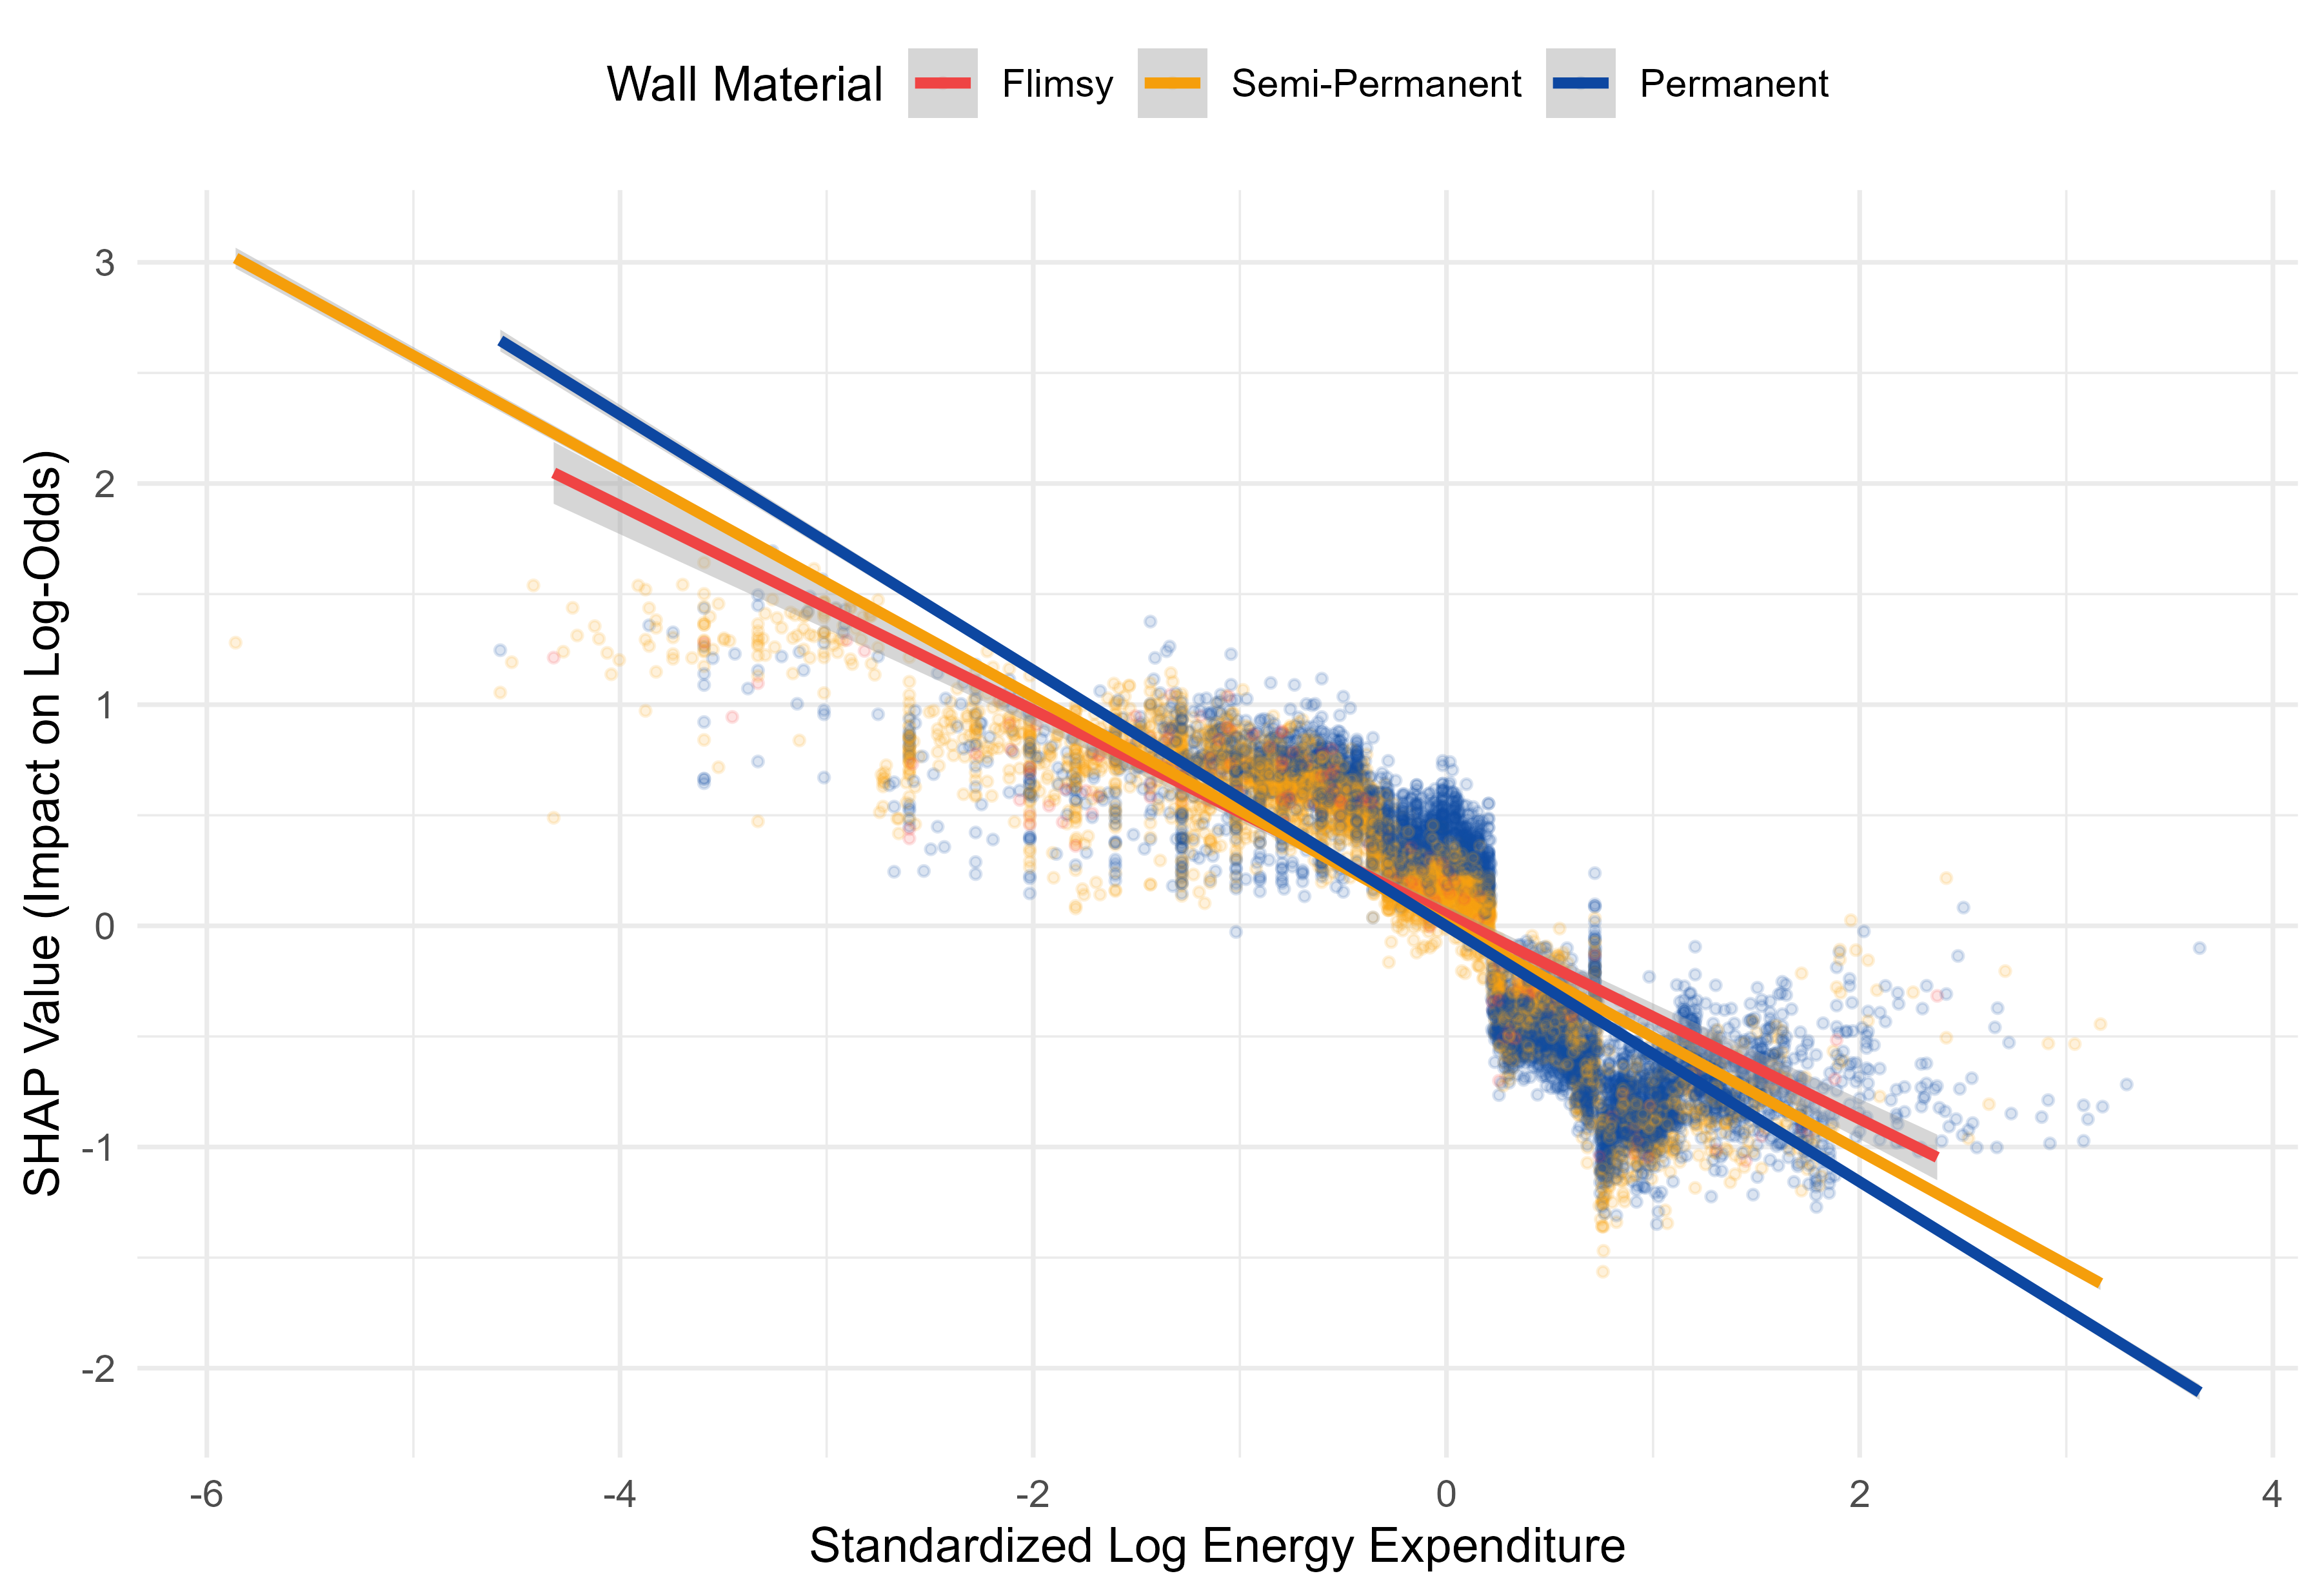 Wall Material Flimsy Semi-Permanent Permanent
SHAP Value (Impact on Log-Odds)
3
2
1
0
-1
-2
-6 -4 -2 0 2 4
Standardized Log Energy Expenditure